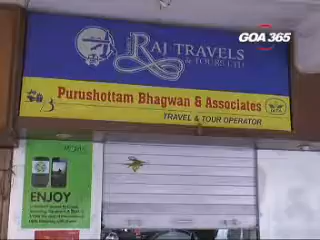 GOA 365
RAJ TRAVELS
& TOURS LTD
Purushottam Bhagwan & Associates
TRAVEL & TOUR OPERATOR
ENJOY